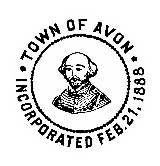 TOWN OF AVON
INCORPORATED FEB. 21, 1888